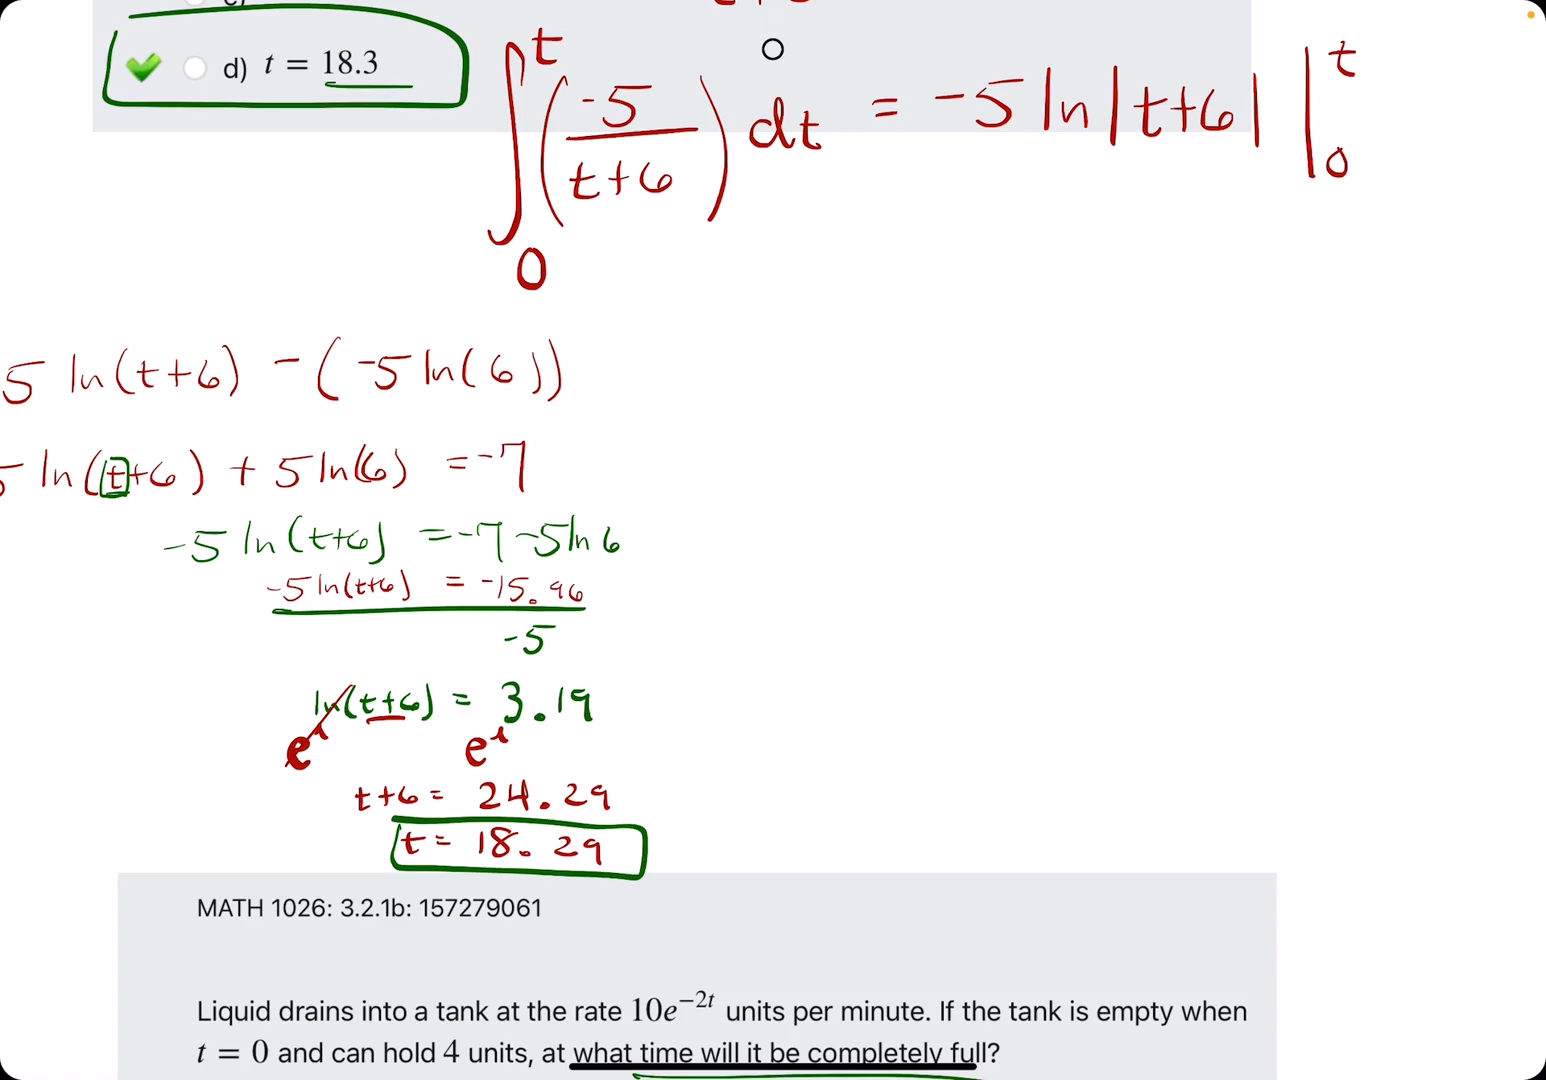 d) t = 18.3
∫₀ᵗ (-5/(t+6)) dt = -5 ln|t+6| |₀ᵗ
5 ln(t+6) - (-5 ln(6))
ln(t+6) + 5 ln(6) = -7
-5 ln(t+6) = -7 -5 ln 6
-5 ln(t+6) = -15.96
-5
ln(t+6) = 3.19
e e
t+6 = 24.29
t = 18.29
MATH 1026: 3.2.1b: 157279061
Liquid drains into a tank at the rate 10e⁻²ᵗ units per minute. If the tank is empty when
t = 0 and can hold 4 units, at what time will it be completely full?